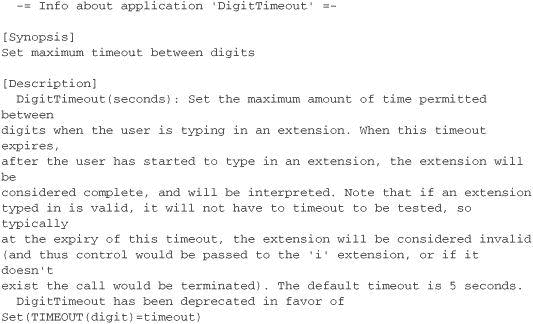 -= Info about application 'DigitTimeout' =-
[Synopsis]
Set maximum timeout between digits
[Description]
DigitTimeout(seconds): Set the maximum amount of time permitted
between
digits when the user is typing in an extension. When this timeout
expires,
after the user has started to type in an extension, the extension will
be
considered complete, and will be interpreted. Note that if an extension
typed in is valid, it will not have to timeout to be tested, so
typically
at the expiry of this timeout, the extension will be considered invalid
(and thus control would be passed to the 'i' extension, or if it
doesn't
exist the call would be terminated). The default timeout is 5 seconds.
DigitTimeout has been deprecated in favor of
Set(TIMEOUT(digit)=timeout)